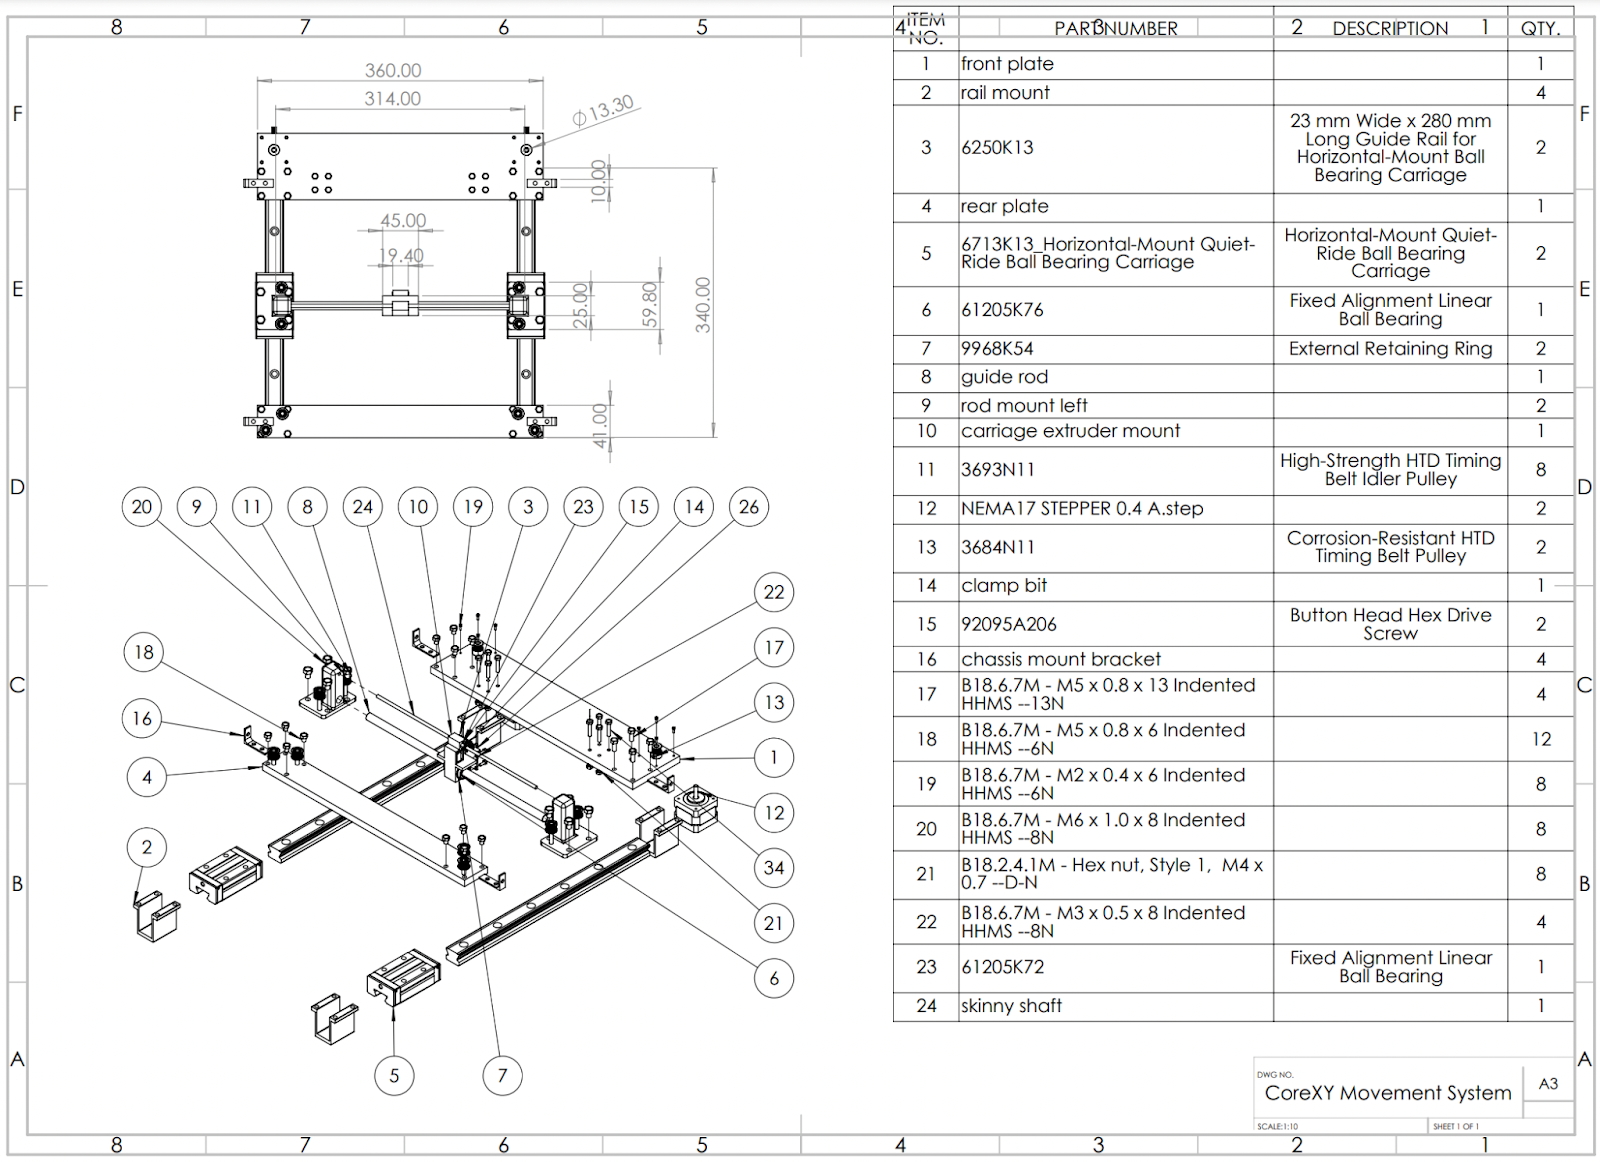 8 7 6 5 4 3 2 1
F
E
D
C
B
A
360.00
314.00
⌀13.30
10.00
45.00
19.40
25.00
59.80
340.00
41.00
20 9 11 8 24 10 19 3 23 15 14 26
22
18
17
16
13
4
1
2
12
34
21
6
5
7
ITEM NO. PART NUMBER DESCRIPTION QTY.
1 front plate 1
2 rail mount 4
3 6250K13 23 mm Wide x 280 mm
Long Guide Rail for
Horizontal-Mount Ball
Bearing Carriage 2
4 rear plate 1
5 6713K13_Horizontal-Mount Quiet-
Ride Ball Bearing Carriage Horizontal-Mount Quiet-
Ride Ball Bearing
Carriage 2
6 61205K76 Fixed Alignment Linear
Ball Bearing 1
7 9968K54 External Retaining Ring 2
8 guide rod 1
9 rod mount left 2
10 carriage extruder mount 1
11 3693N11 High-Strength HTD Timing
Belt Idler Pulley 8
12 NEMA17 STEPPER 0.4 A.step 2
13 3684N11 Corrosion-Resistant HTD
Timing Belt Pulley 2
14 clamp bit 1
15 92095A206 Button Head Hex Drive
Screw 2
16 chassis mount bracket 4
17 B18.6.7M - M5 x 0.8 x 13 Indented
HHMS --13N 4
18 B18.6.7M - M5 x 0.8 x 6 Indented
HHMS --6N 12
19 B18.6.7M - M2 x 0.4 x 6 Indented
HHMS --6N 8
20 B18.6.7M - M6 x 1.0 x 8 Indented
HHMS --8N 8
21 B18.2.4.1M - Hex nut, Style 1, M4 x
0.7 --D-N 8
22 B18.6.7M - M3 x 0.5 x 8 Indented
HHMS --8N 4
23 61205K72 Fixed Alignment Linear
Ball Bearing 1
24 skinny shaft 1
F
E
D
C
B
A
DWG NO.
CoreXY Movement System
A3
SCALE:1:10 SHEET 1 OF 1
8 7 6 5 4 3 2 1